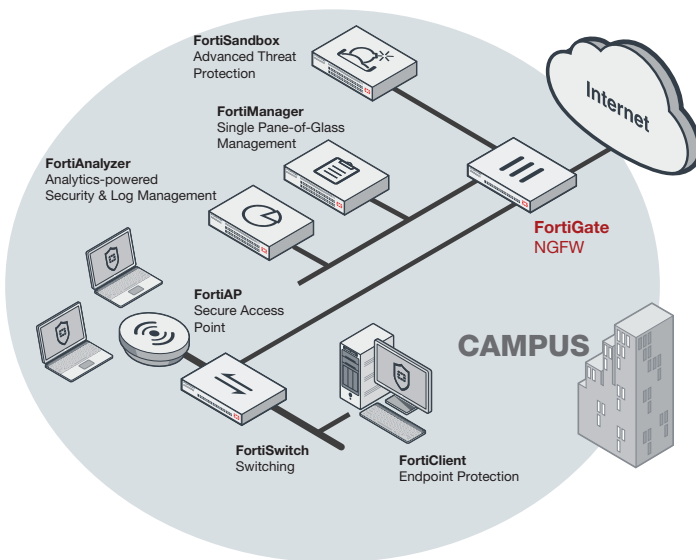 FortiSandbox
Advanced Threat
Protection
FortiManager
Single Pane-of-Glass
Management
Internet
FortiAnalyzer
Analytics-powered
Security & Log Management
FortiGate
NGFW
FortiAP
Secure Access
Point
CAMPUS
FortiSwitch
Switching
FortiClient
Endpoint Protection